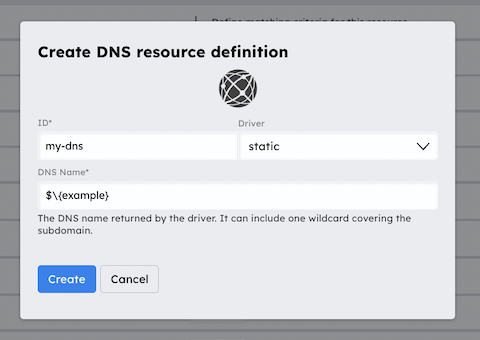 Define matching criteria for this resource
Create DNS resource definition
ID*
Driver
my-dns
static
DNS Name*
$\{example}
The DNS name returned by the driver. It can include one wildcard covering the
subdomain.
Create
Cancel